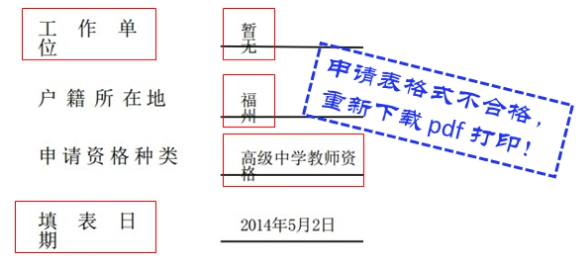 工作单
位
暂
无
户籍所在地
福
州
申请资格种类
高级中学教师资
格
填表日
期
2014年5月2日
申请表格式不合格，
重新下载pdf打印！